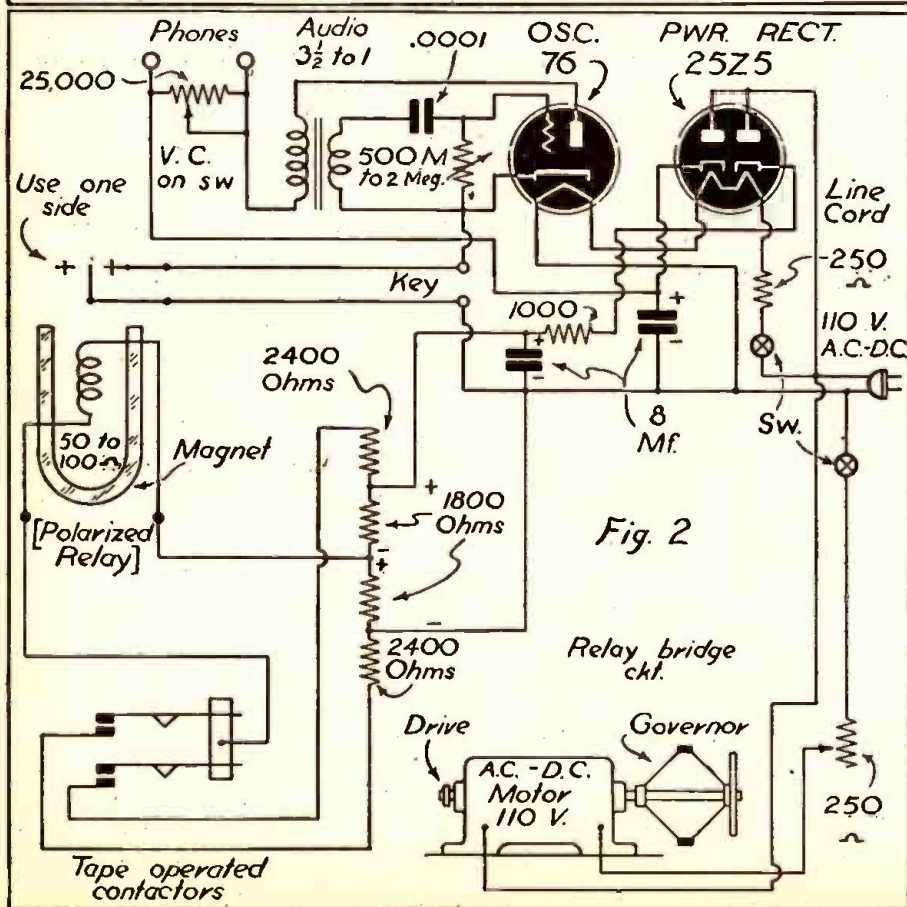 Phones
Audio
3½ to 1
.0001
OSC.
76
PWR. RECT.
25Z5
25,000
V. C.
on sw
500 M
to 2 Meg.
Use one
side
Line
Cord
250
Ω
+ - +
Key
1000
+
-
+
-
8
Mf.
110 V.
A.C.-D.C.
Sw.
2400
Ohms
50 to
100 Ω
Magnet
[Polarized
Relay]
+
1800
Ohms
-
+
-
2400
Ohms
Fig. 2
Relay bridge
ckt.
Drive
A.C.-D.C.
Motor
110 V.
Governor
250
Ω
Tape operated
contactors